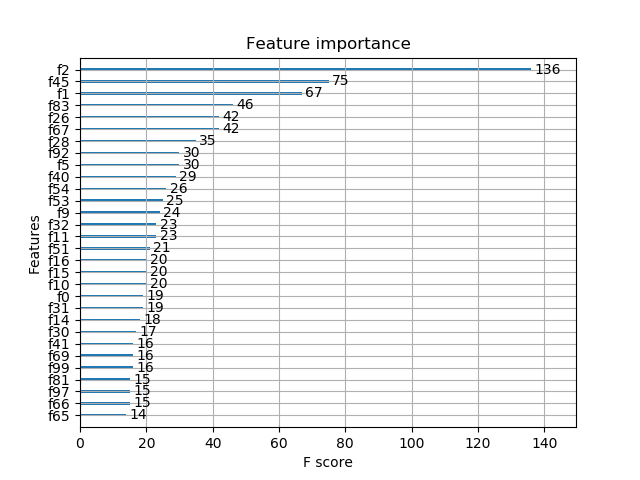 Feature importance
f2 136
f45 75
f1 67
f83 46
f26 42
f67 42
f28 35
f92 30
f5 30
f40 29
f54 26
f53 25
f9 24
f32 23
f11 23
f51 21
f16 20
f15 20
f10 20
f0 19
f31 19
f14 18
f30 17
f41 16
f69 16
f99 16
f81 15
f97 15
f66 15
f65 14
Features
0 20 40 60 80 100 120 140
F score